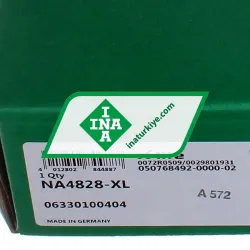 INA
INA
inaturkiye.com
4 012802 844887
0072R0509/0029801931
050768492-0000-02
1 Qty
NA4828-XL
A 572
06330100404
MADE IN GERMANY